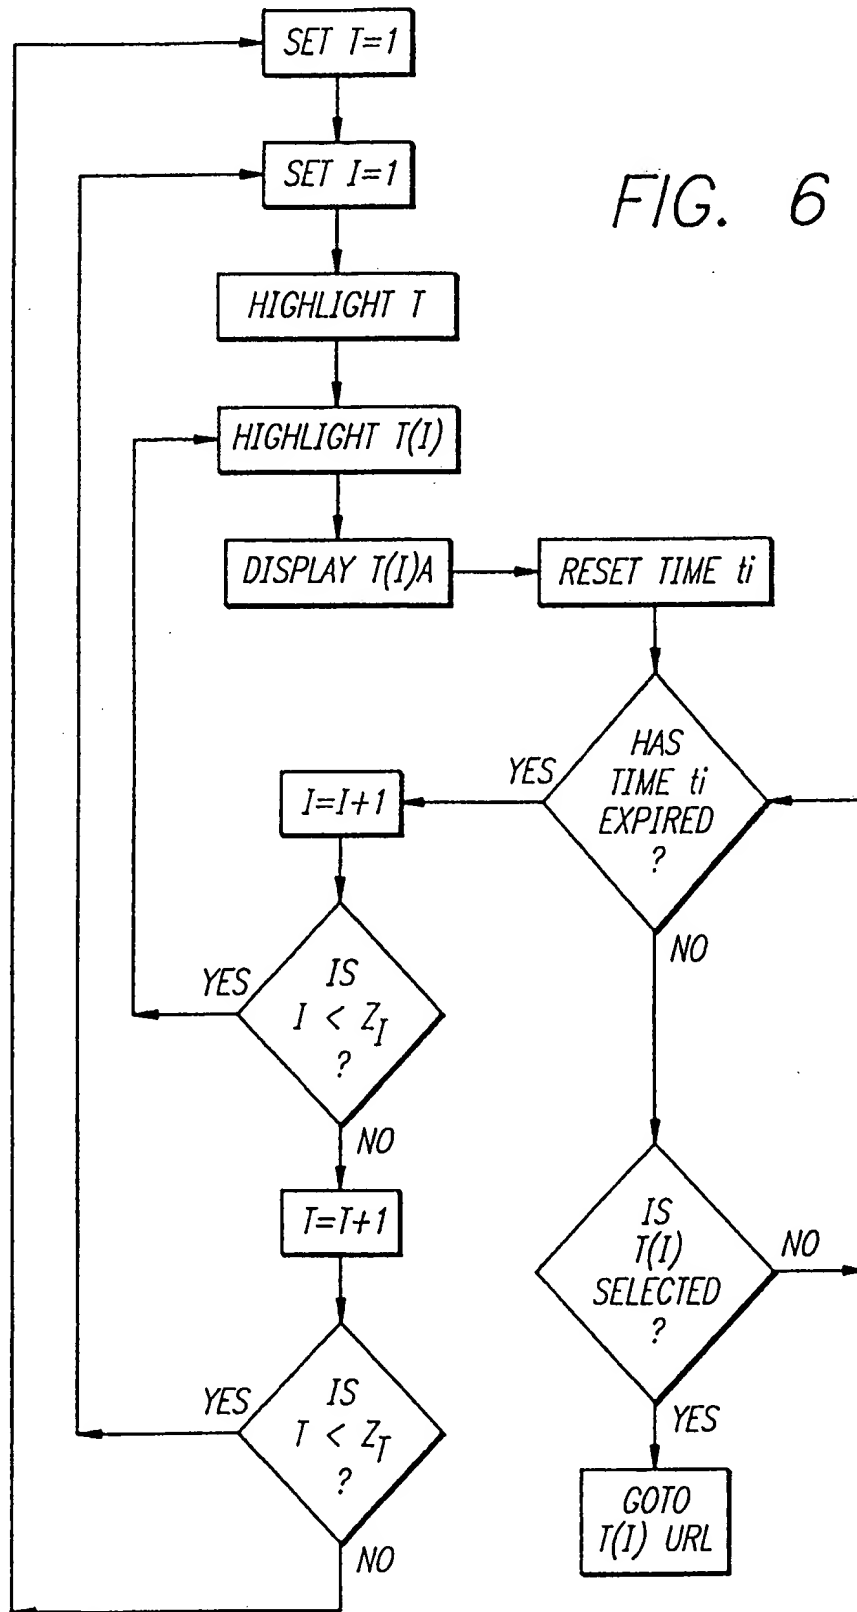 SET T=1
SET I=1
FIG. 6
HIGHLIGHT T
HIGHLIGHT T(I)
DISPLAY T(I)A
RESET TIME ti
HAS
TIME ti
EXPIRED
?
YES
NO
I=I+1
IS
I < Z_I
?
YES
NO
T=T+1
IS
T(I)
SELECTED
?
NO
YES
IS
T < Z_T
?
YES
NO
GOTO
T(I) URL